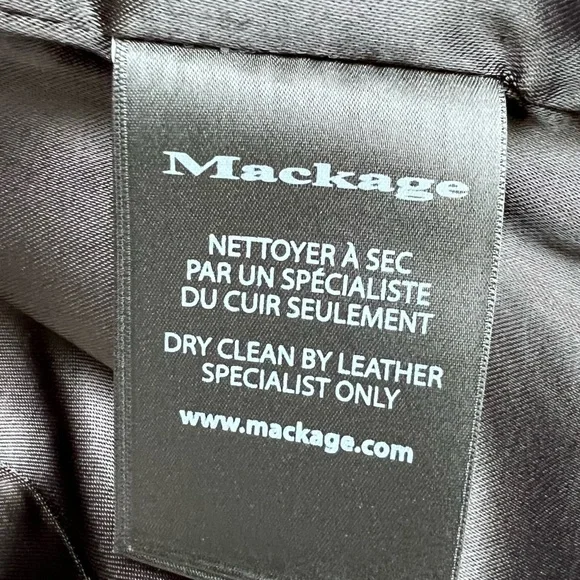 Mackage
NETTOYER À SEC
PAR UN SPÉCIALISTE
DU CUIR SEULEMENT
DRY CLEAN BY LEATHER
SPECIALIST ONLY
www.mackage.com